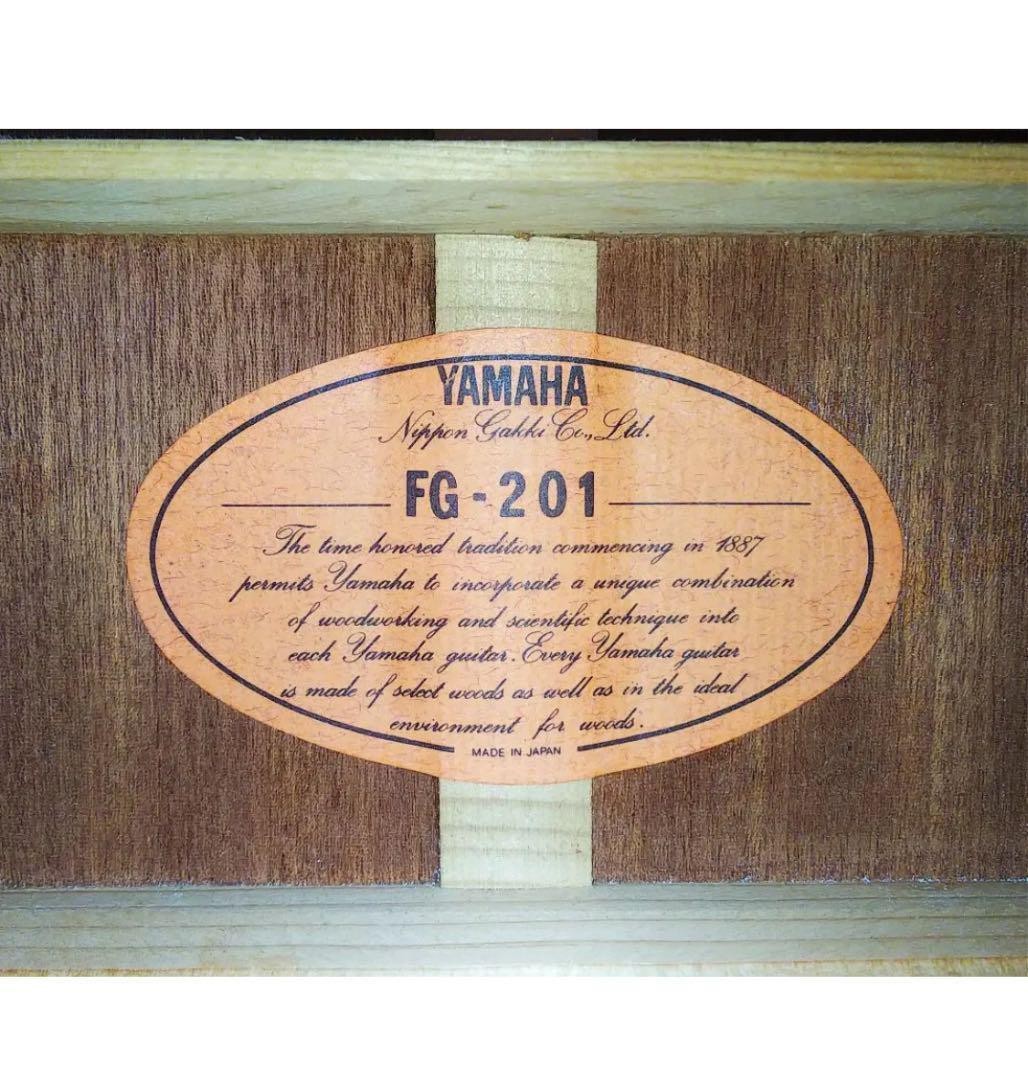 YAMAHA
Nippon Gakki Co., Ltd.
FG-201
The time honored tradition commencing in 1887
permits Yamaha to incorporate a unique combination
of woodworking and scientific technique into
each Yamaha guitar. Every Yamaha guitar
is made of select woods as well as in the ideal
environment for woods.
MADE IN JAPAN